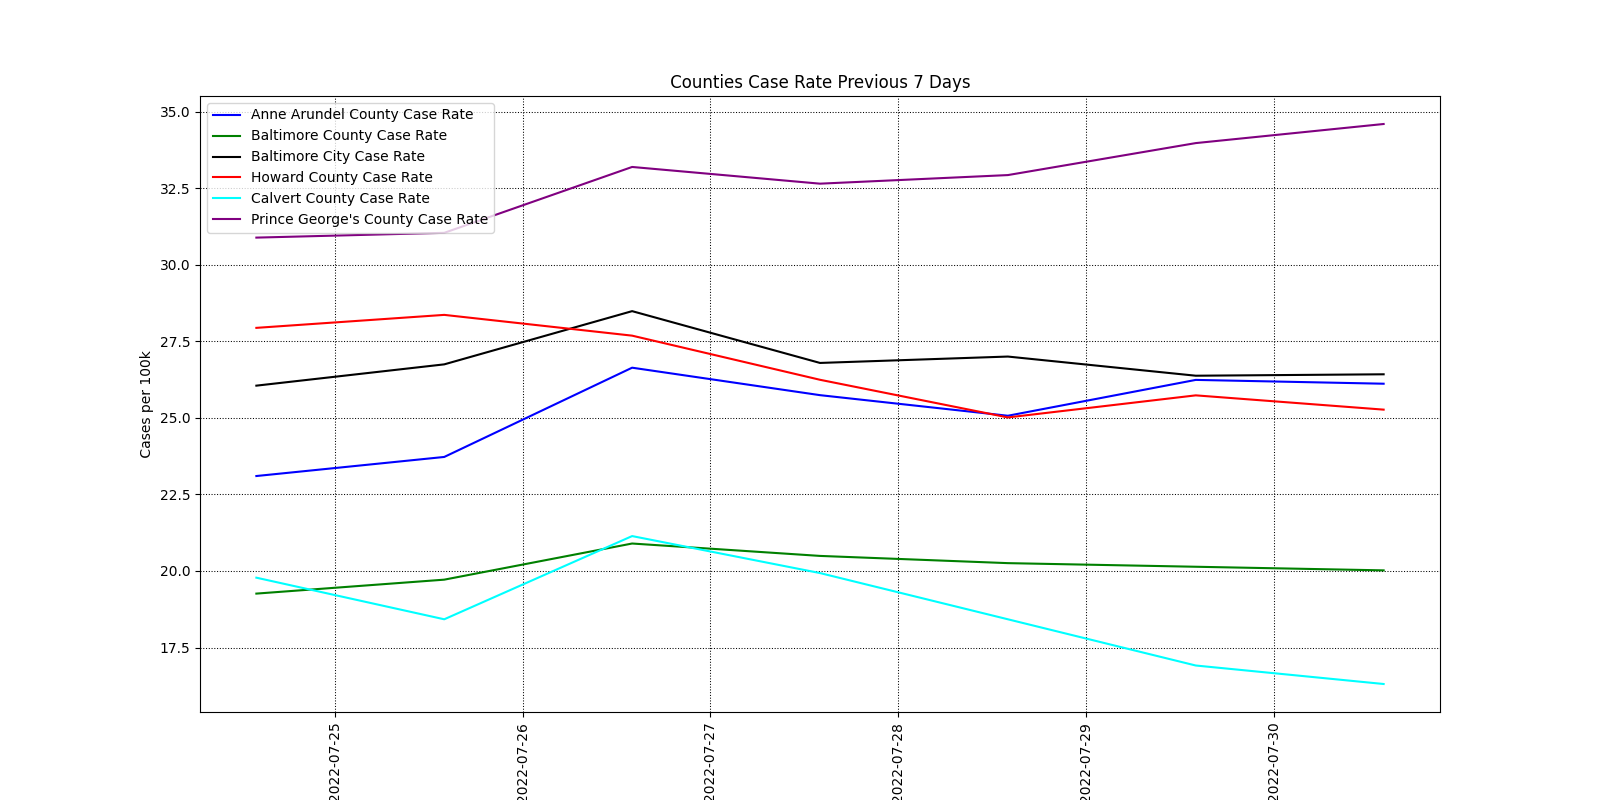 Counties Case Rate Previous 7 Days
Anne Arundel County Case Rate
Baltimore County Case Rate
Baltimore City Case Rate
Howard County Case Rate
Calvert County Case Rate
Prince George's County Case Rate
Cases per 100k
35.0
32.5
30.0
27.5
25.0
22.5
20.0
17.5
2022-07-25
2022-07-26
2022-07-27
2022-07-28
2022-07-29
2022-07-30